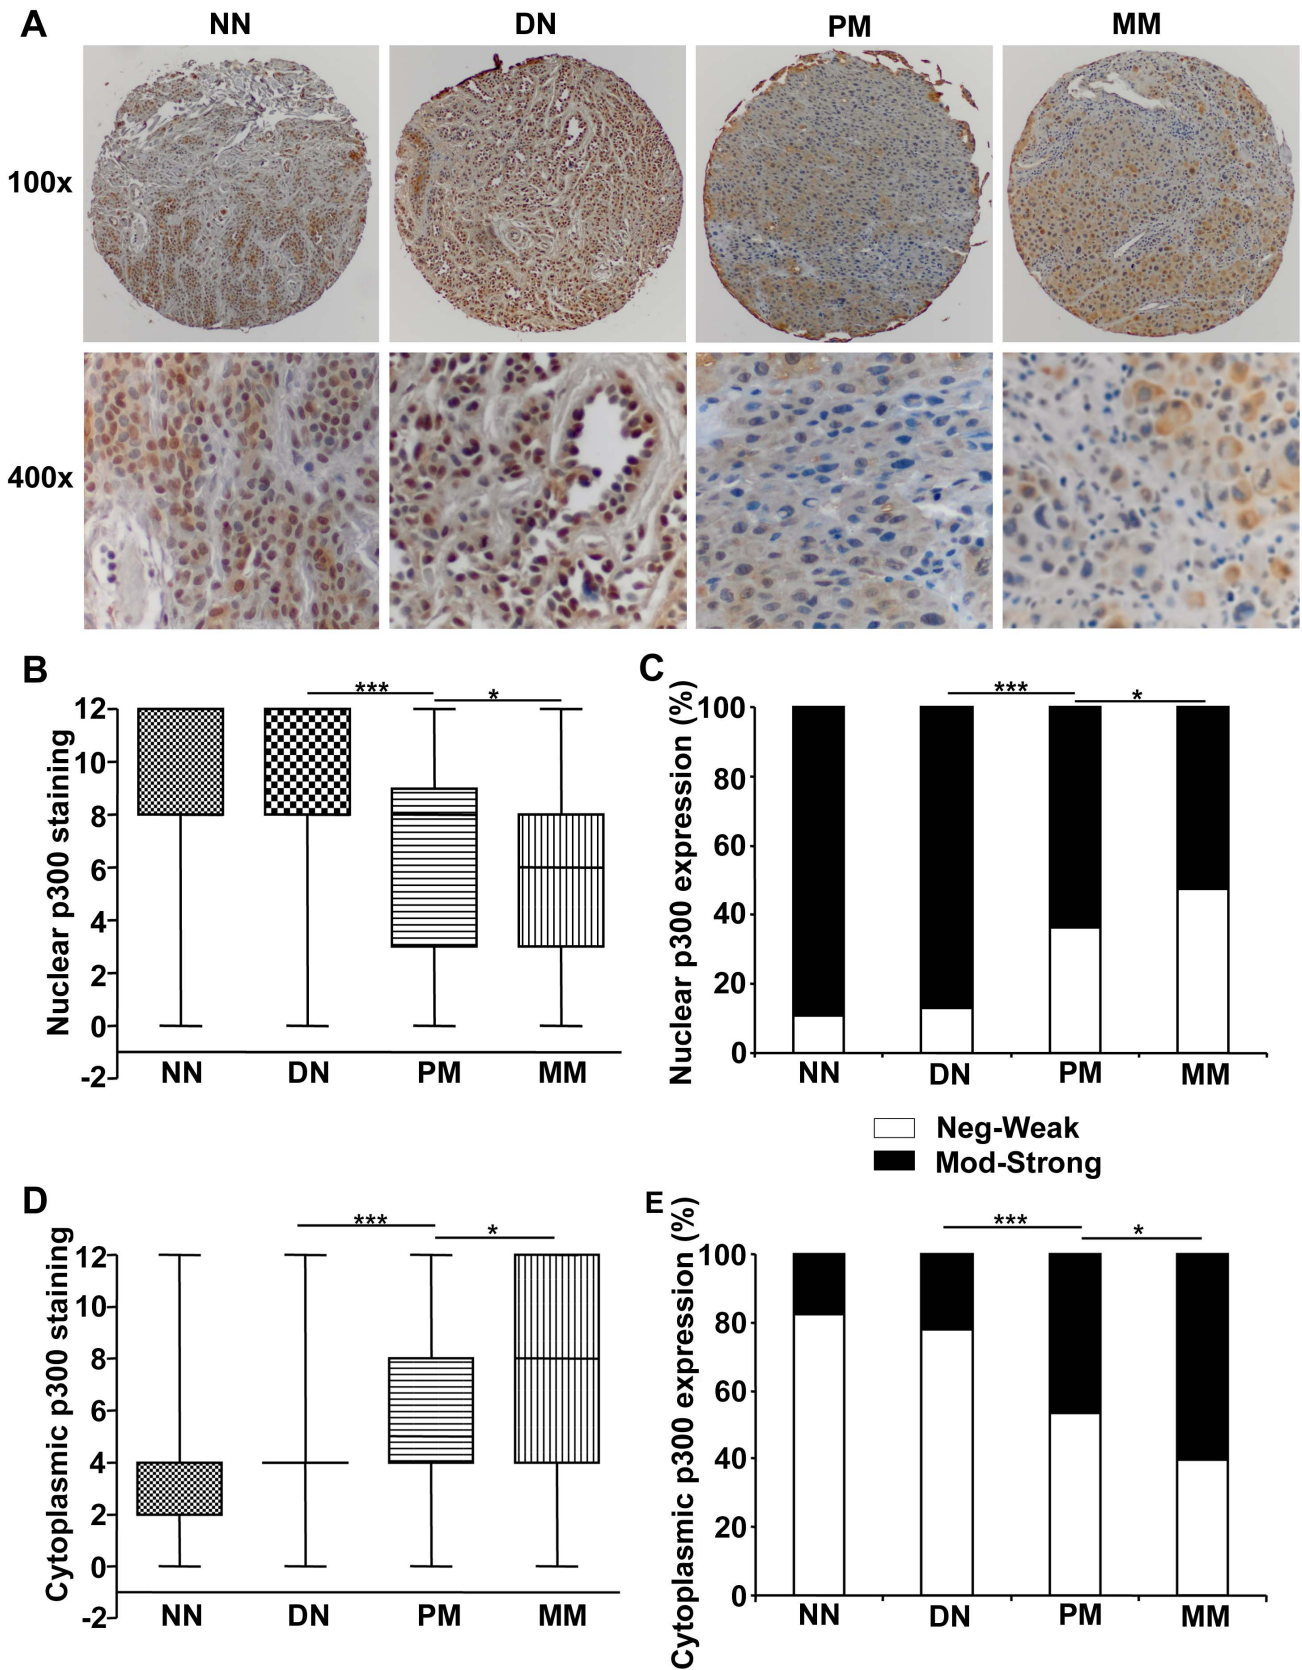 A
NN DN PM MM
100x
400x
B
*** *
Nuclear p300 staining
12
10
8
6
4
2
0
-2
NN DN PM MM
C
*** *
Nuclear p300 expression (%)
100
80
60
40
20
0
NN DN PM MM
Neg-Weak
Mod-Strong
D
*** *
Cytoplasmic p300 staining
12
10
8
6
4
2
0
-2
NN DN PM MM
E
*** *
Cytoplasmic p300 expression (%)
100
80
60
40
20
0
NN DN PM MM